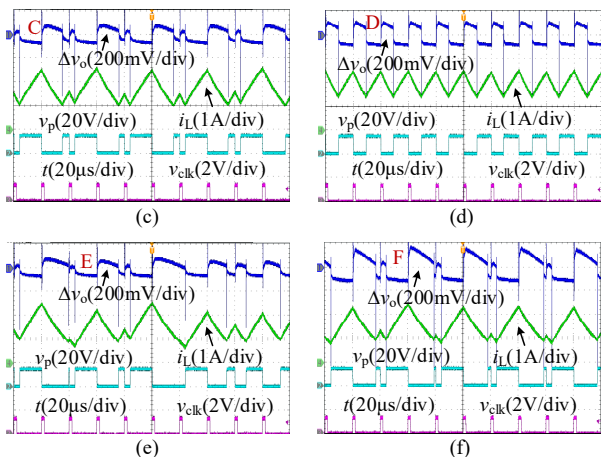 C
Δvo(200mV/div)
vp(20V/div)
iL(1A/div)
t(20μs/div)
vclk(2V/div)
(c)
D
Δvo(200mV/div)
vp(20V/div)
iL(1A/div)
t(20μs/div)
vclk(2V/div)
(d)
E
Δvo(200mV/div)
vp(20V/div)
iL(1A/div)
t(20μs/div)
vclk(2V/div)
(e)
F
Δvo(200mV/div)
vp(20V/div)
iL(1A/div)
t(20μs/div)
vclk(2V/div)
(f)